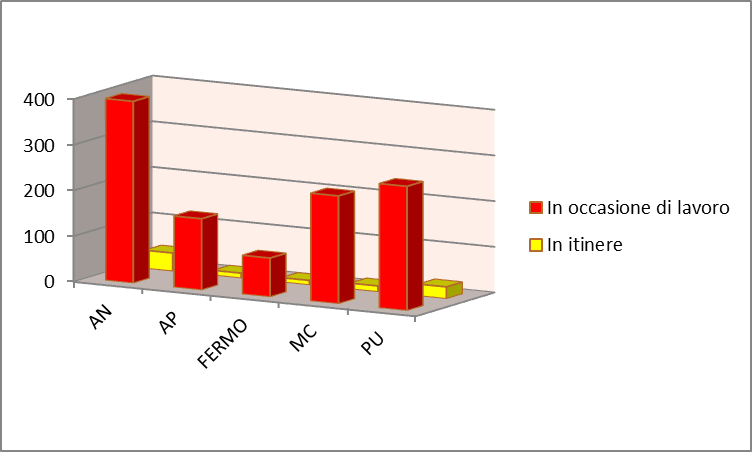 400
300
200
100
0
AN
AP
FERMO
MC
PU
In occasione di lavoro
In itinere